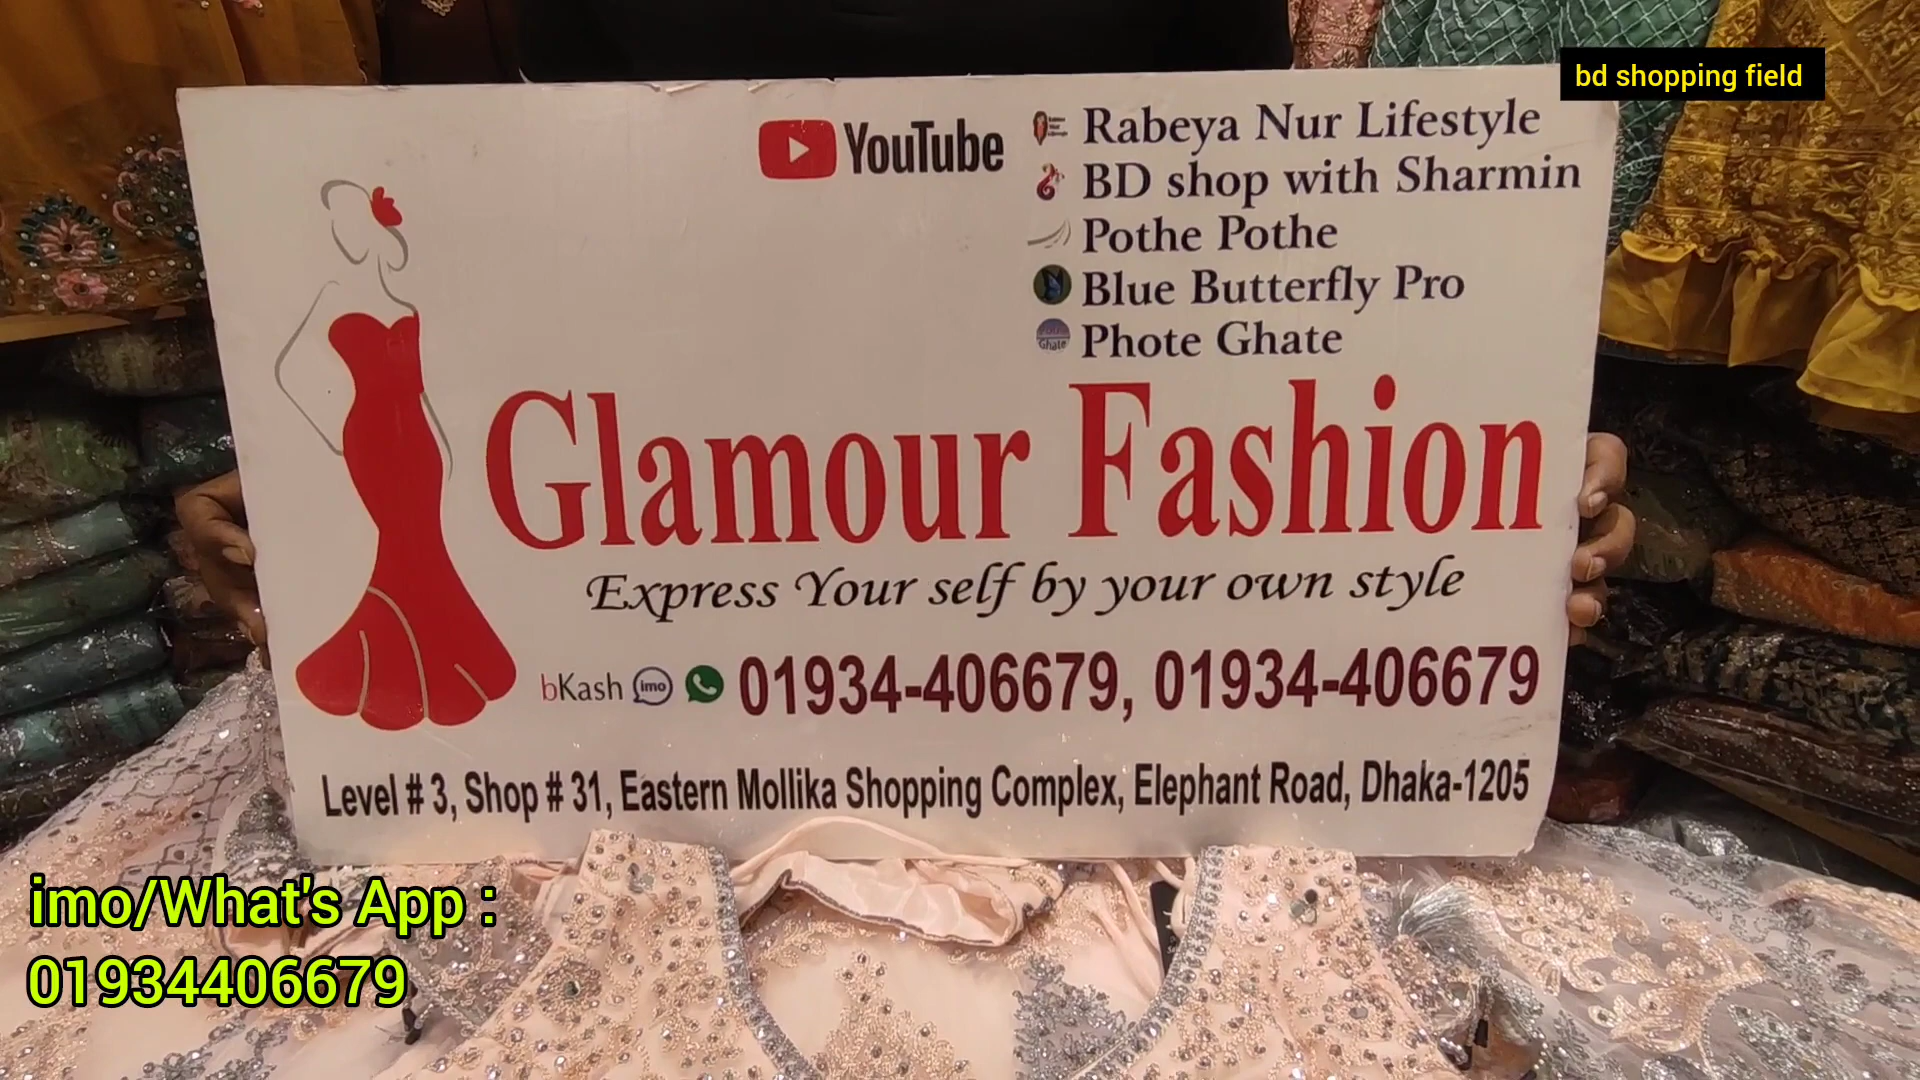 bd shopping field
YouTube
Rabeya Nur Lifestyle
BD shop with Sharmin
Pothe Pothe
Blue Butterfly Pro
Ghate
Phote Ghate
Glamour Fashion
Express Your self by your own style
bKash imo 01934-406679, 01934-406679
Level # 3, Shop # 31, Eastern Mollika Shopping Complex, Elephant Road, Dhaka-1205
imo/What's App :
01934406679